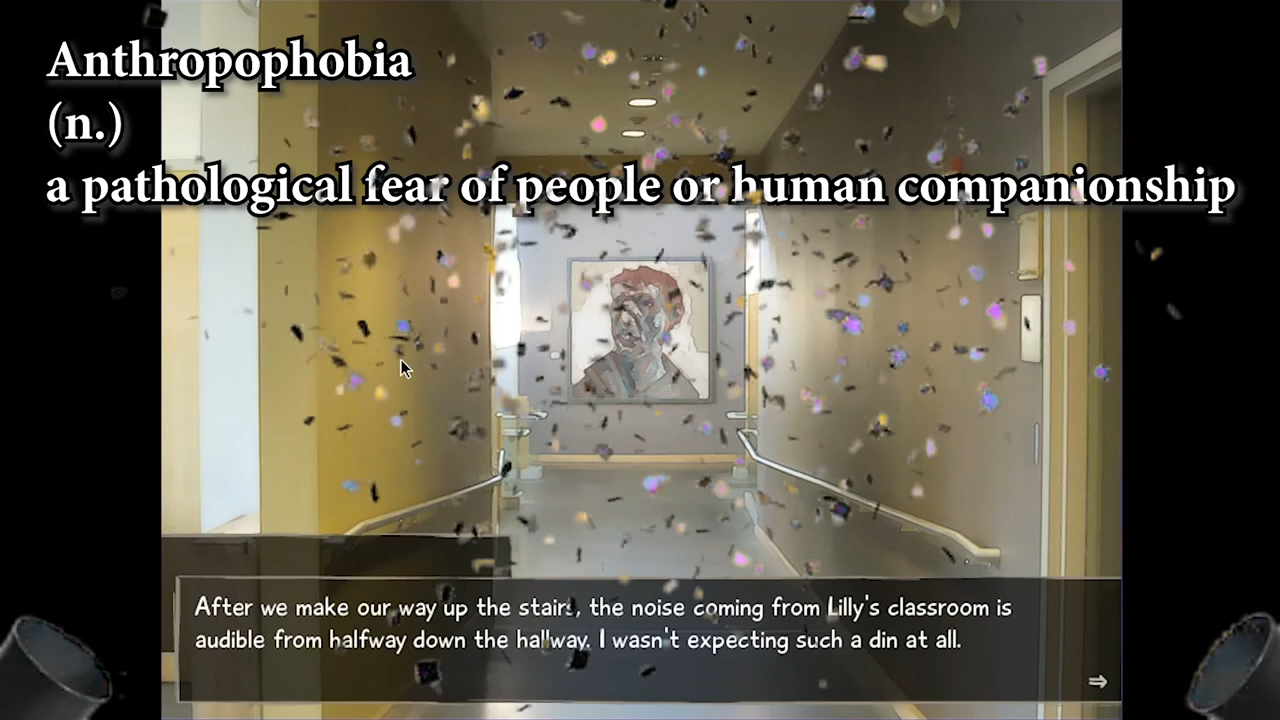 Anthropophobia
(n.)
a pathological fear of people or human companionship
After we make our way up the stairs, the noise coming from Lilly's classroom is
audible from halfway down the hallway. I wasn't expecting such a din at all.